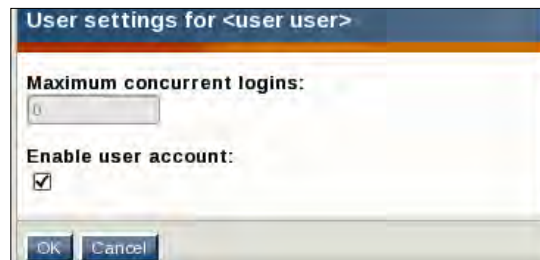 User settings for <user user>
Maximum concurrent logins:
0
Enable user account:
OK Cancel